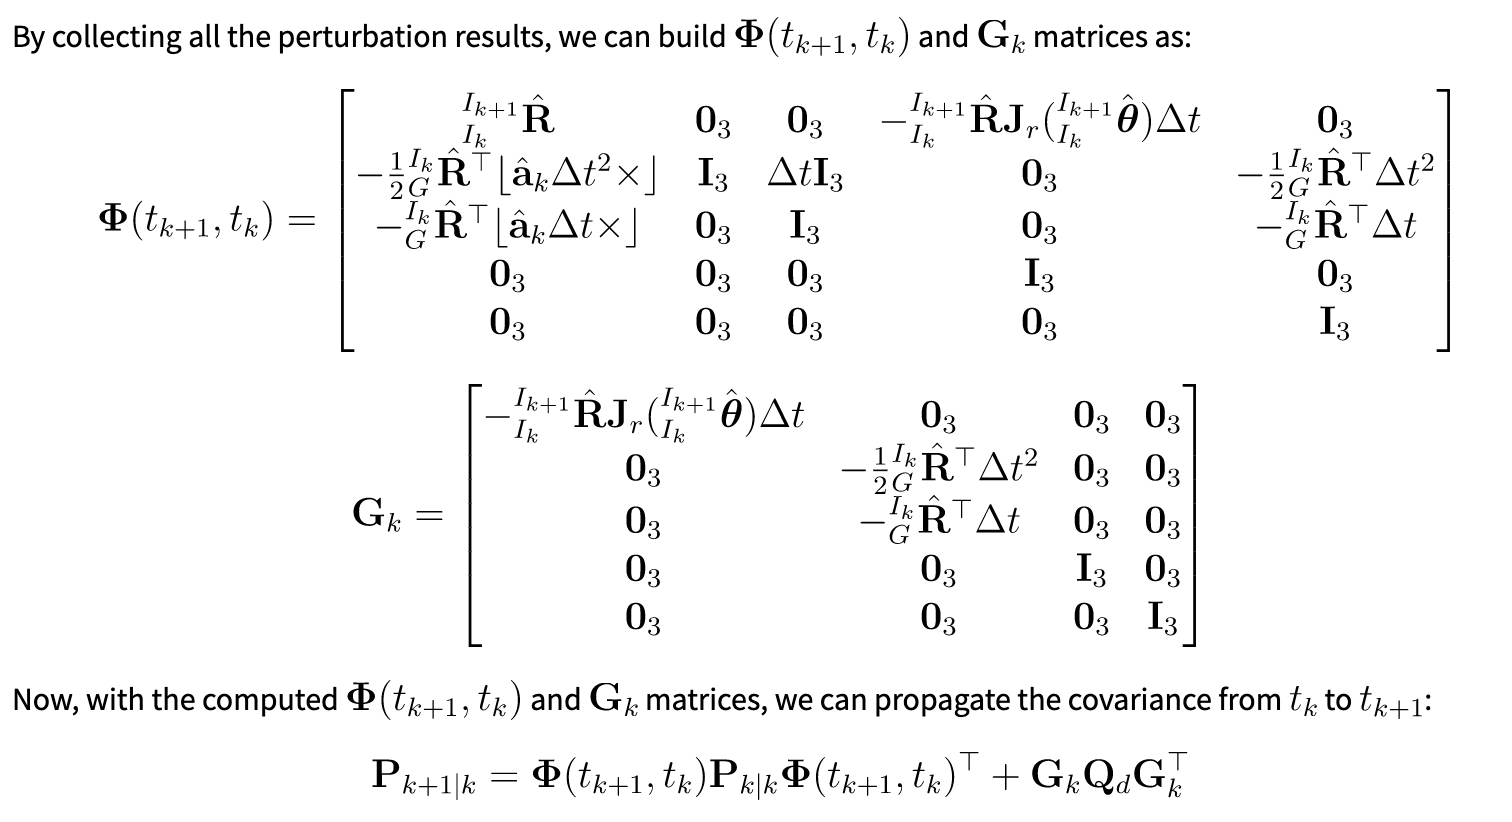 By collecting all the perturbation results, we can build $\mathbf{\Phi}(t_{k+1}, t_k)$ and $\mathbf{G}_k$ matrices as:
$\mathbf{\Phi}(t_{k+1}, t_k) = \begin{bmatrix} {}^{I_{k+1}}_{I_k}\hat{\mathbf{R}} & \mathbf{0}_3 & \mathbf{0}_3 & -{}^{I_{k+1}}_{I_k}\hat{\mathbf{R}}\mathbf{J}_r({}^{I_{k+1}}_{I_k}\hat{\boldsymbol{\theta}})\Delta t & \mathbf{0}_3 \\ -\frac{1}{2}{}^{I_k}_{G}\hat{\mathbf{R}}^\top \lfloor \hat{\mathbf{a}}_k \Delta t^2 \times \rfloor & \mathbf{I}_3 & \Delta t \mathbf{I}_3 & \mathbf{0}_3 & -\frac{1}{2}{}^{I_k}_{G}\hat{\mathbf{R}}^\top \Delta t^2 \\ -{}^{I_k}_{G}\hat{\mathbf{R}}^\top \lfloor \hat{\mathbf{a}}_k \Delta t \times \rfloor & \mathbf{0}_3 & \mathbf{I}_3 & \mathbf{0}_3 & -{}^{I_k}_{G}\hat{\mathbf{R}}^\top \Delta t \\ \mathbf{0}_3 & \mathbf{0}_3 & \mathbf{0}_3 & \mathbf{I}_3 & \mathbf{0}_3 \\ \mathbf{0}_3 & \mathbf{0}_3 & \mathbf{0}_3 & \mathbf{0}_3 & \mathbf{I}_3 \end{bmatrix}$
$\mathbf{G}_k = \begin{bmatrix} -{}^{I_{k+1}}_{I_k}\hat{\mathbf{R}}\mathbf{J}_r({}^{I_{k+1}}_{I_k}\hat{\boldsymbol{\theta}})\Delta t & \mathbf{0}_3 & \mathbf{0}_3 & \mathbf{0}_3 \\ \mathbf{0}_3 & -\frac{1}{2}{}^{I_k}_{G}\hat{\mathbf{R}}^\top \Delta t^2 & \mathbf{0}_3 & \mathbf{0}_3 \\ \mathbf{0}_3 & -{}^{I_k}_{G}\hat{\mathbf{R}}^\top \Delta t & \mathbf{0}_3 & \mathbf{0}_3 \\ \mathbf{0}_3 & \mathbf{0}_3 & \mathbf{I}_3 & \mathbf{0}_3 \\ \mathbf{0}_3 & \mathbf{0}_3 & \mathbf{0}_3 & \mathbf{I}_3 \end{bmatrix}$
Now, with the computed $\mathbf{\Phi}(t_{k+1}, t_k)$ and $\mathbf{G}_k$ matrices, we can propagate the covariance from $t_k$ to $t_{k+1}$:
$\mathbf{P}_{k+1|k} = \mathbf{\Phi}(t_{k+1}, t_k)\mathbf{P}_{k|k}\mathbf{\Phi}(t_{k+1}, t_k)^\top + \mathbf{G}_k\mathbf{Q}_d\mathbf{G}_k^\top$